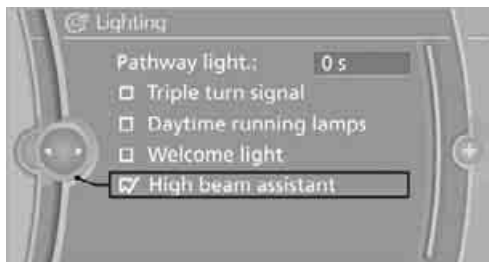 Lighting
Pathway light.: 0 s
Triple turn signal
Daytime running lamps
Welcome light
High beam assistant